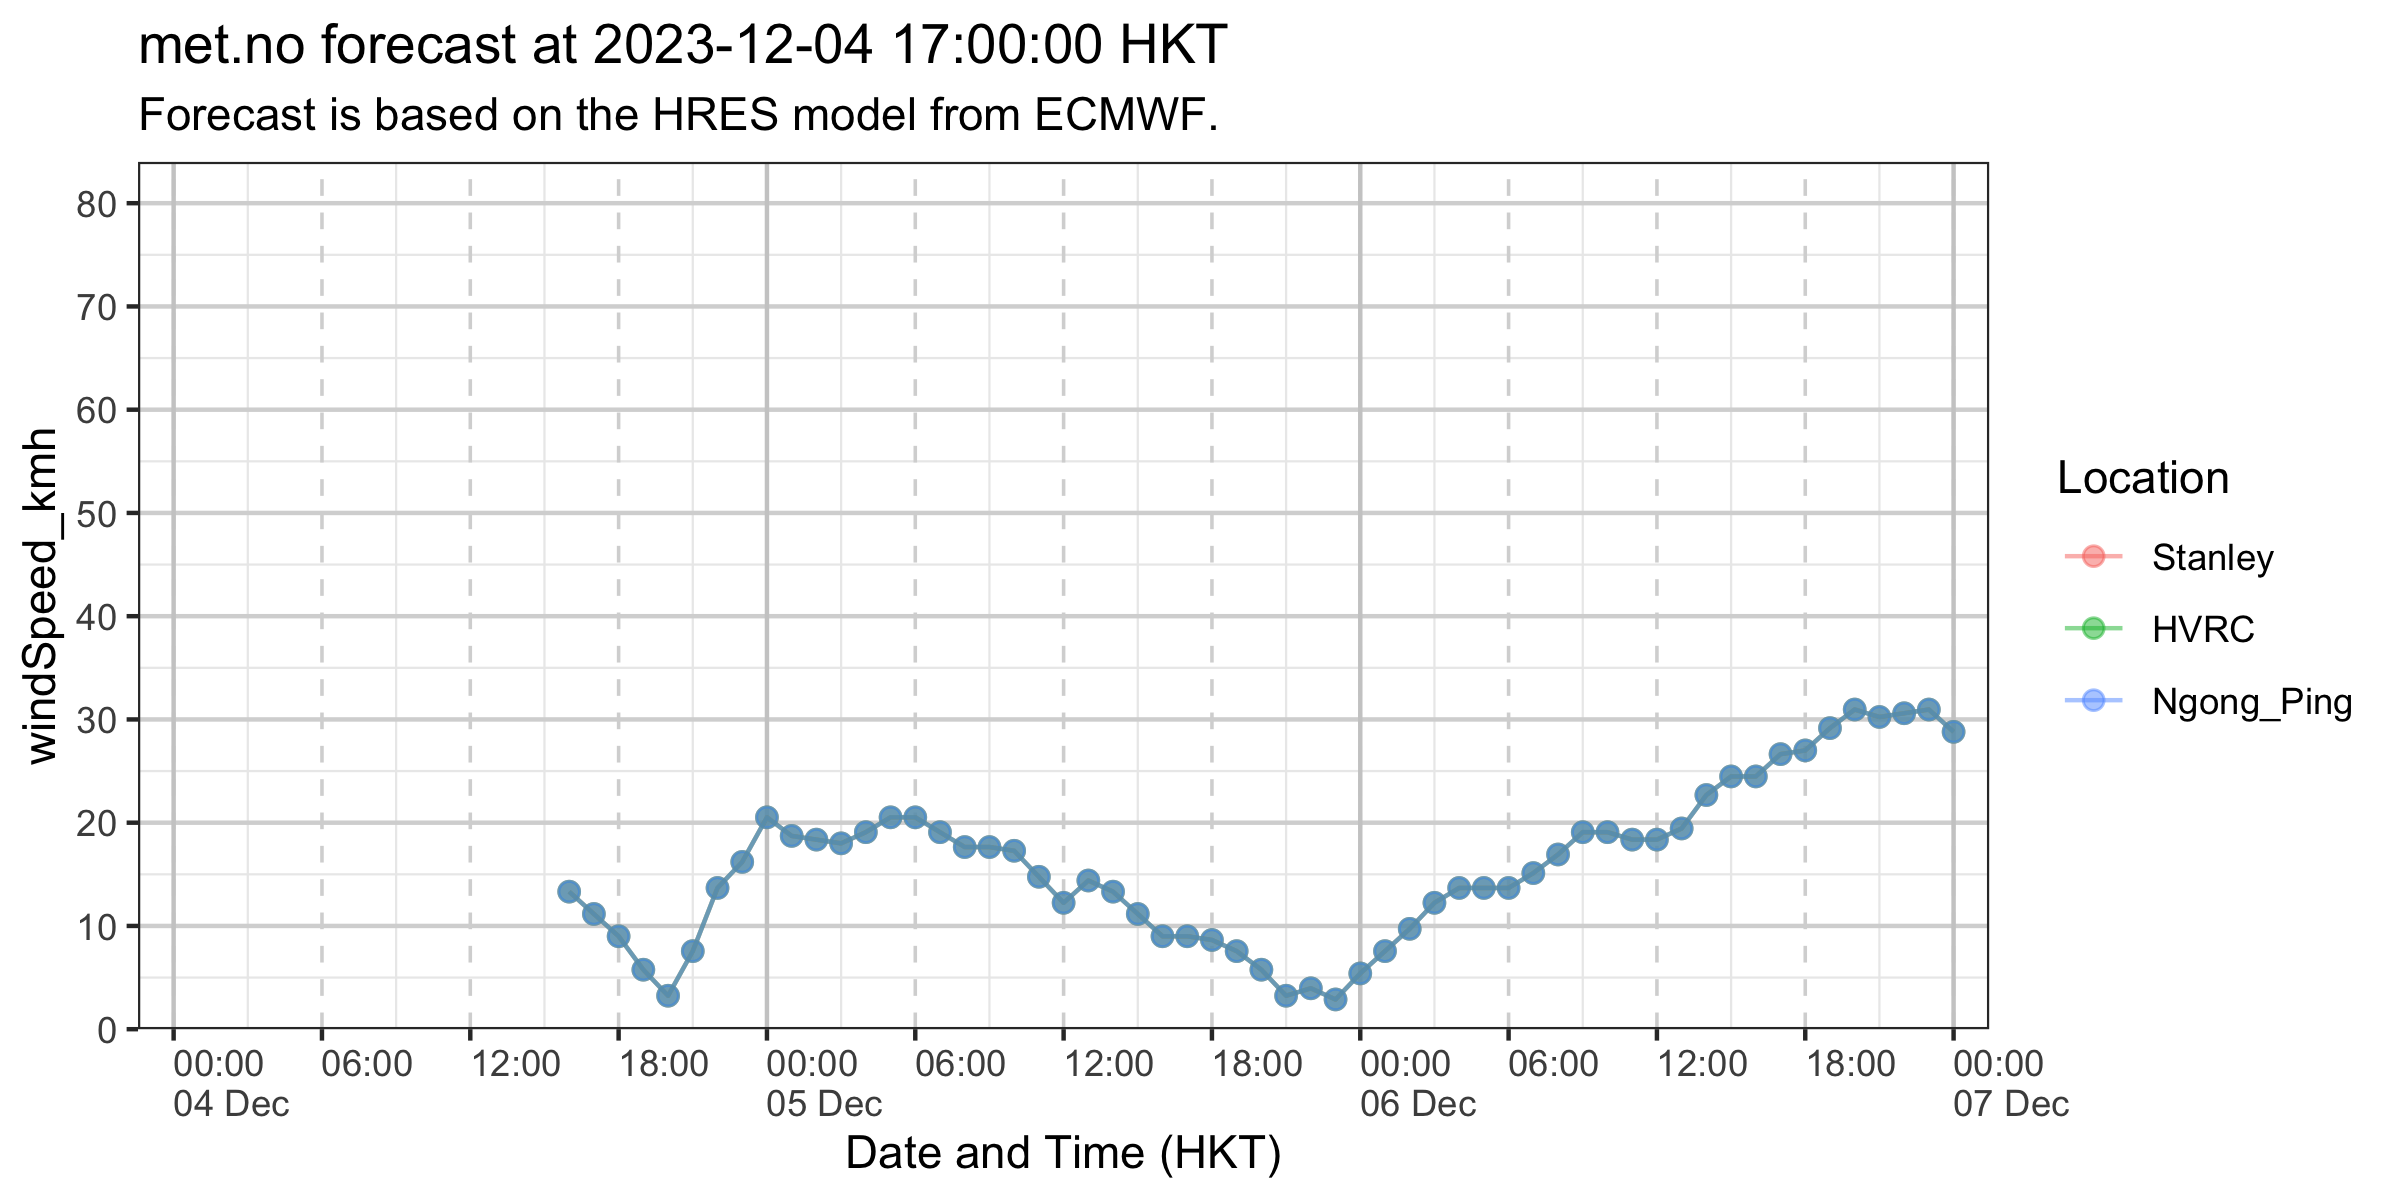 met.no forecast at 2023-12-04 17:00:00 HKT
Forecast is based on the HRES model from ECMWF.
windSpeed_kmh
80
70
60
50
40
30
20
10
0
00:00 06:00 12:00 18:00 00:00 06:00 12:00 18:00 00:00 06:00 12:00 18:00 00:00
04 Dec 05 Dec 06 Dec 07 Dec
Date and Time (HKT)
Location
Stanley
HVRC
Ngong_Ping